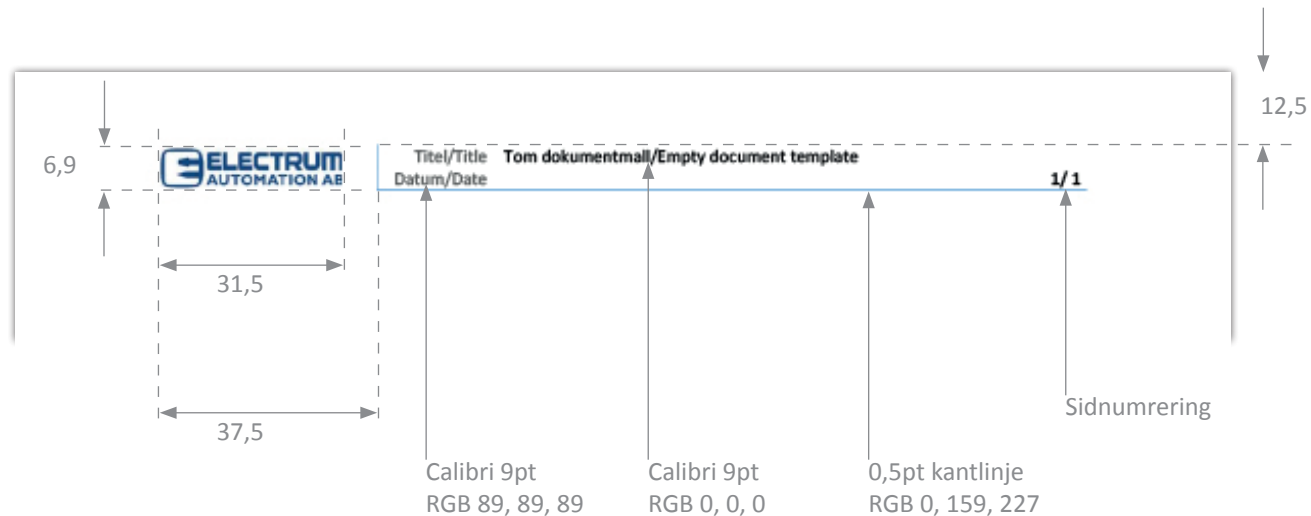 12,5
6,9
ELECTRUM
AUTOMATION AB
Titel/Title Tom dokumentmall/Empty document template
Datum/Date 1/ 1
31,5
37,5
Sidnumrering
Calibri 9pt
RGB 89, 89, 89
Calibri 9pt
RGB 0, 0, 0
0,5pt kantlinje
RGB 0, 159, 227